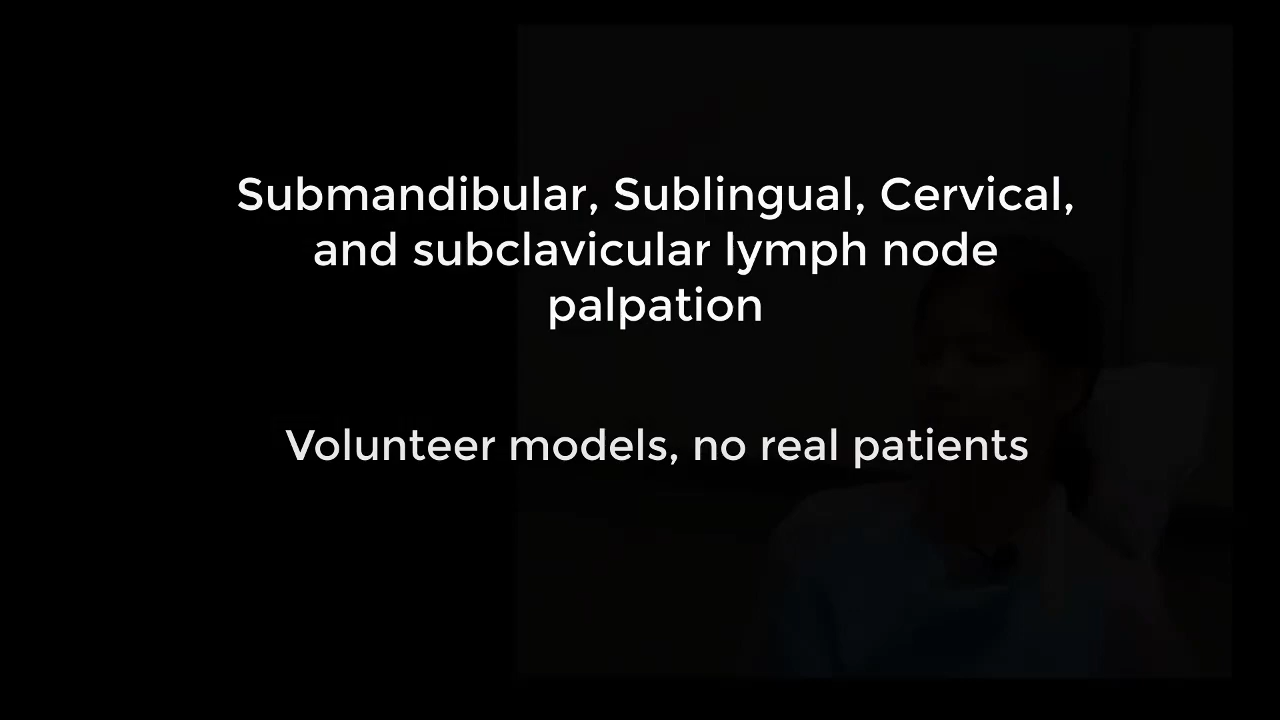 Submandibular, Sublingual, Cervical,
and subclavicular lymph node
palpation
Volunteer models, no real patients